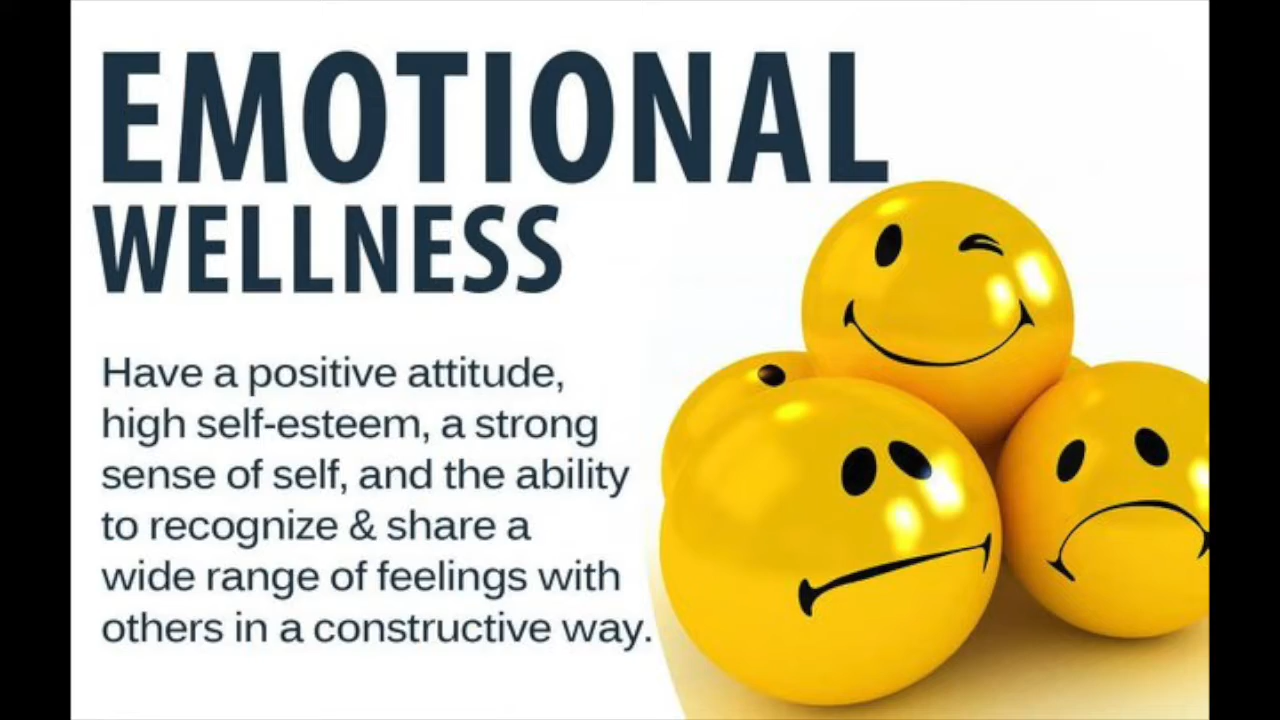 EMOTIONAL
WELLNESS
Have a positive attitude,
high self-esteem, a strong
sense of self, and the ability
to recognize & share a
wide range of feelings with
others in a constructive way.